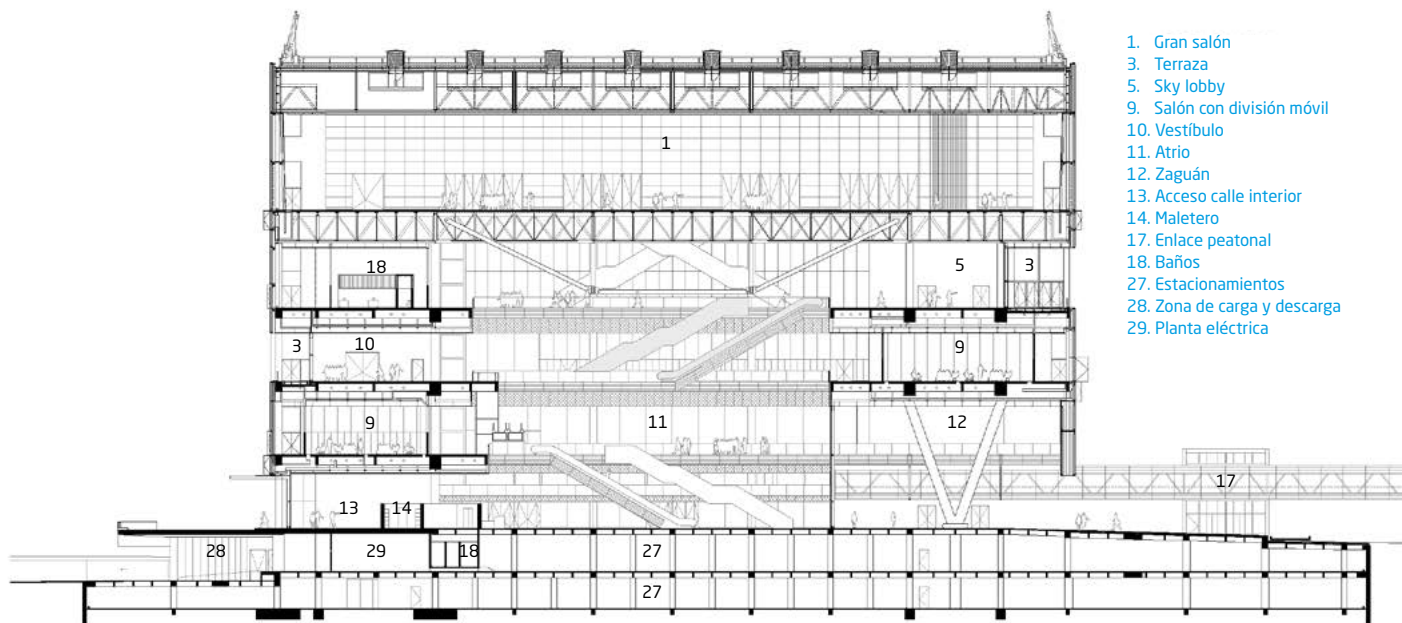 1. Gran salón
3. Terraza
5. Sky lobby
9. Salón con división móvil
10. Vestíbulo
11. Atrio
12. Zaguán
13. Acceso calle interior
14. Maletero
17. Enlace peatonal
18. Baños
27. Estacionamientos
28. Zona de carga y descarga
29. Planta eléctrica
1
18
5
3
3
10
9
9
11
12
17
13
14
28
29
18
27
27